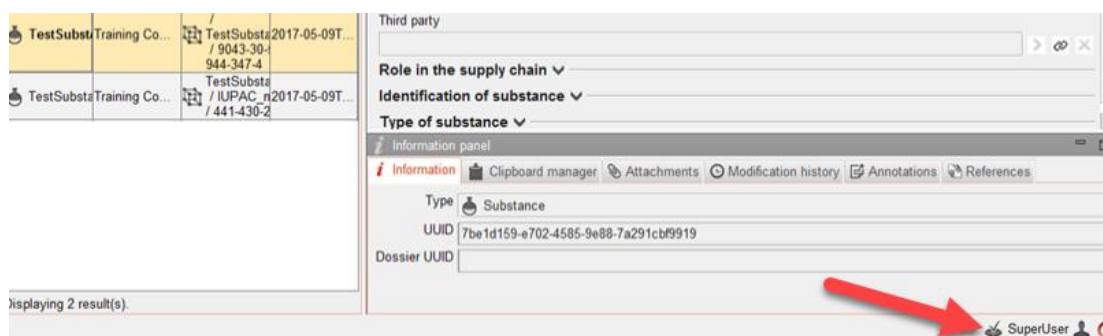 TestSubst Training Co... / TestSubsta / 9043-30- 944-347-4 2017-05-09T...
TestSubsta Training Co... TestSubsta / IUPAC_n / 441-430-2 2017-05-09T...
Displaying 2 result(s).
Third party
Role in the supply chain
Identification of substance
Type of substance
Information panel
Information Clipboard manager Attachments Modification history Annotations References
Type Substance
UUID 7be1d159-e702-4585-9e88-7a291cbf9919
Dossier UUID
SuperUser